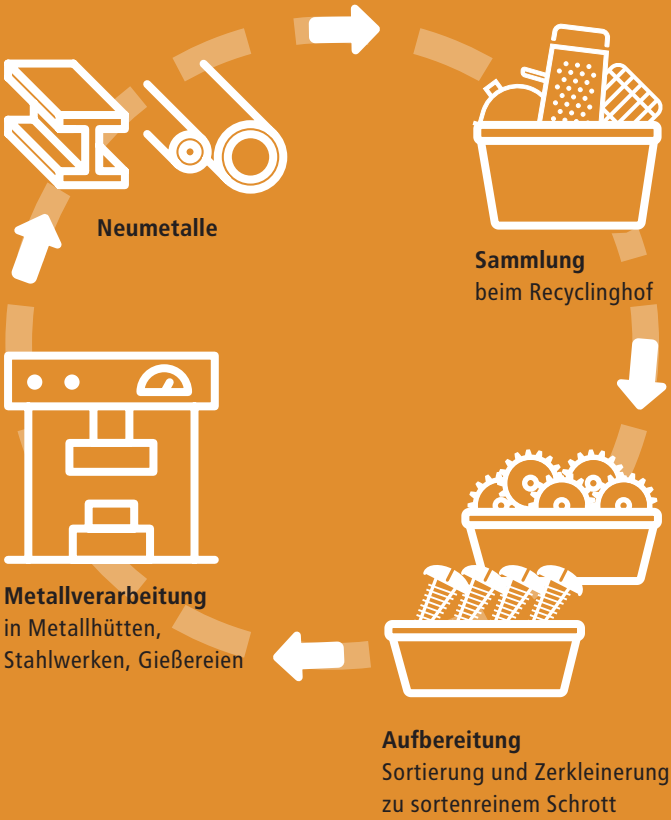 Neumetalle
Sammlung
beim Recyclinghof
Metallverarbeitung
in Metallhütten,
Stahlwerken, Gießereien
Aufbereitung
Sortierung und Zerkleinerung
zu sortenreinem Schrott